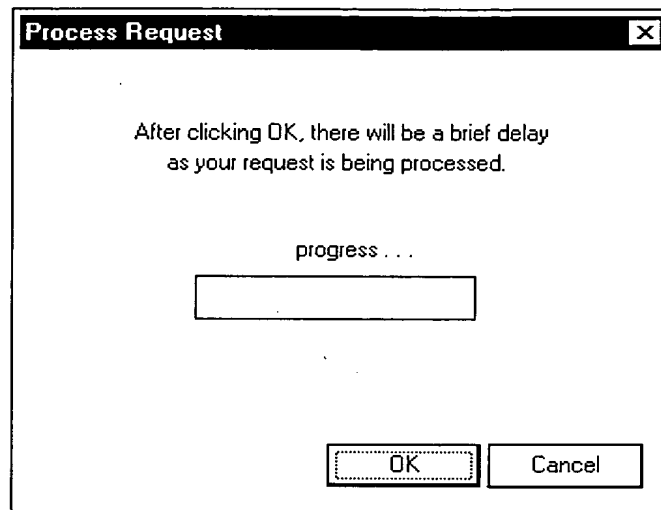 Process Request
After clicking OK, there will be a brief delay
as your request is being processed.
progress . . .
OK
Cancel